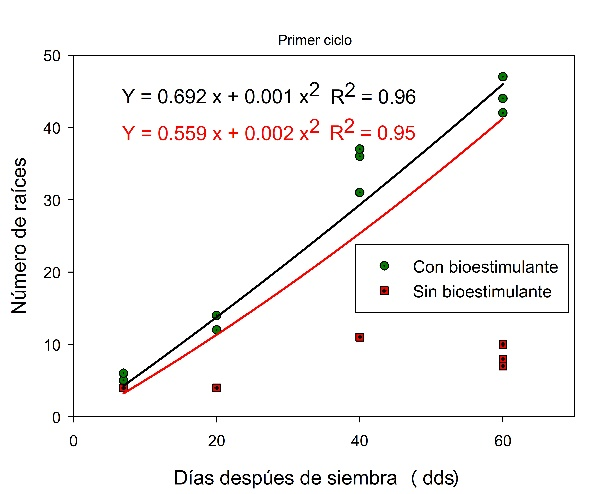 Primer ciclo
50
Y = 0.692 x + 0.001 x2 R2 = 0.96
Y = 0.559 x + 0.002 x2 R2 = 0.95
40
30
20
10
0
Número de raíces
Con bioestimulante
Sin bioestimulante
0 20 40 60
Días despúes de siembra ( dds)